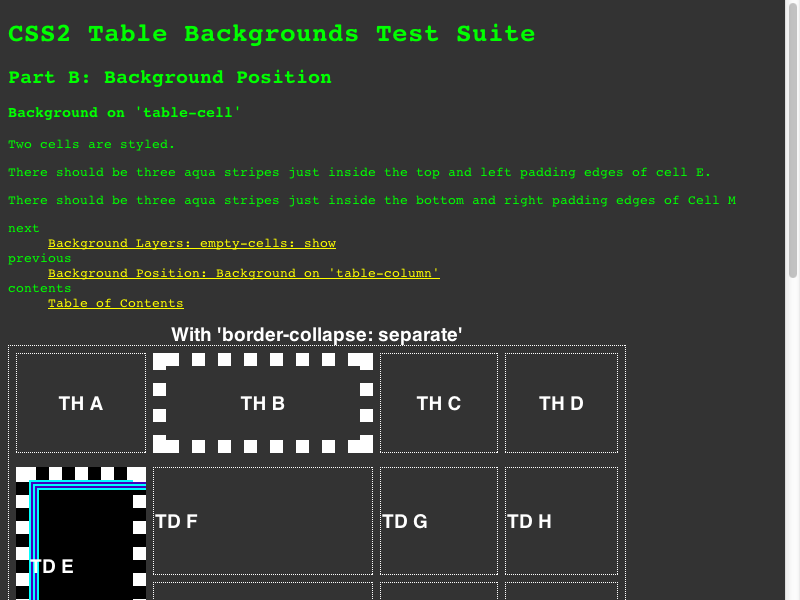 CSS2 Table Backgrounds Test Suite
Part B: Background Position
Background on 'table-cell'
Two cells are styled.
There should be three aqua stripes just inside the top and left padding edges of cell E.
There should be three aqua stripes just inside the bottom and right padding edges of Cell M
next
Background Layers: empty-cells: show
previous
Background Position: Background on 'table-column'
contents
Table of Contents
With 'border-collapse: separate'
TH A TH B TH C TH D
TD F TD G TD H
TD E